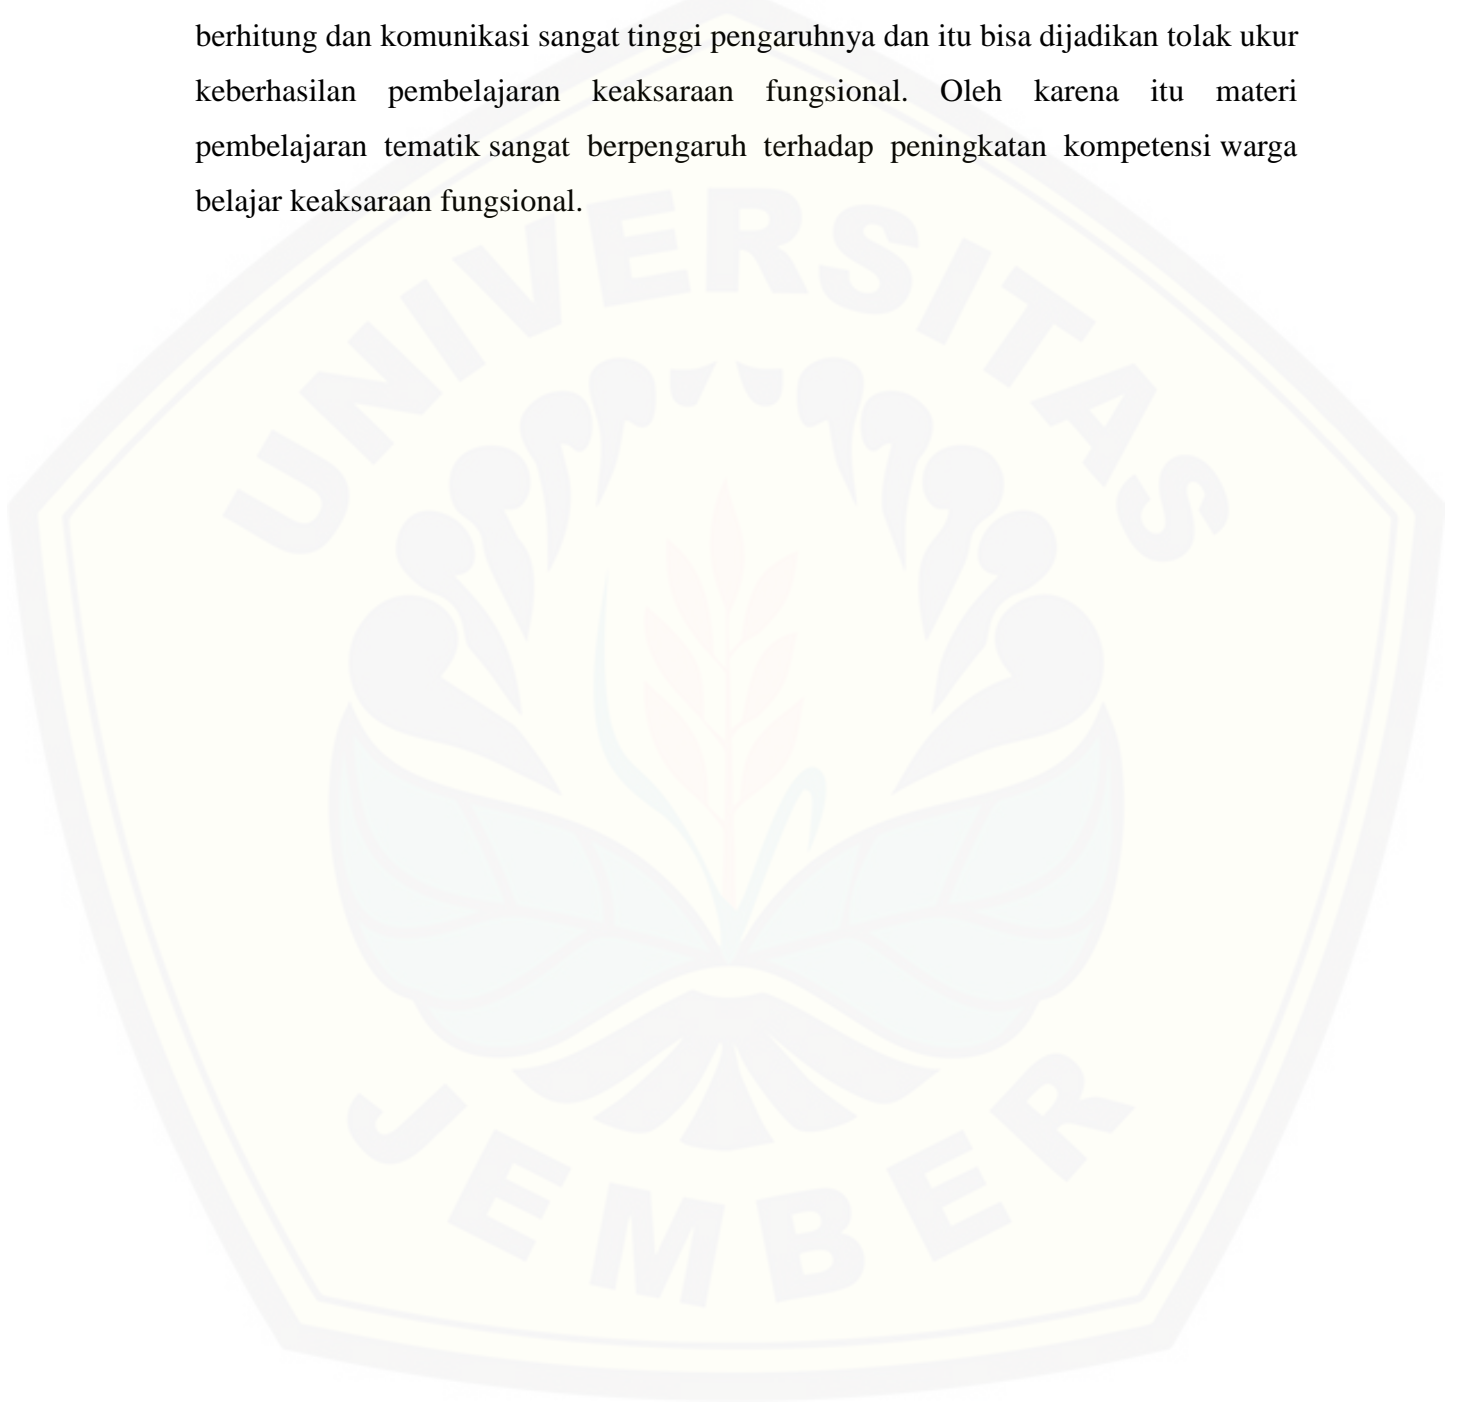 berhitung dan komunikasi sangat tinggi pengaruhnya dan itu bisa dijadikan tolak ukur
keberhasilan pembelajaran keaksaraan fungsional. Oleh karena itu materi
pembelajaran tematik sangat berpengaruh terhadap peningkatan kompetensi warga
belajar keaksaraan fungsional.
UNIVERSITAS
JEMBER